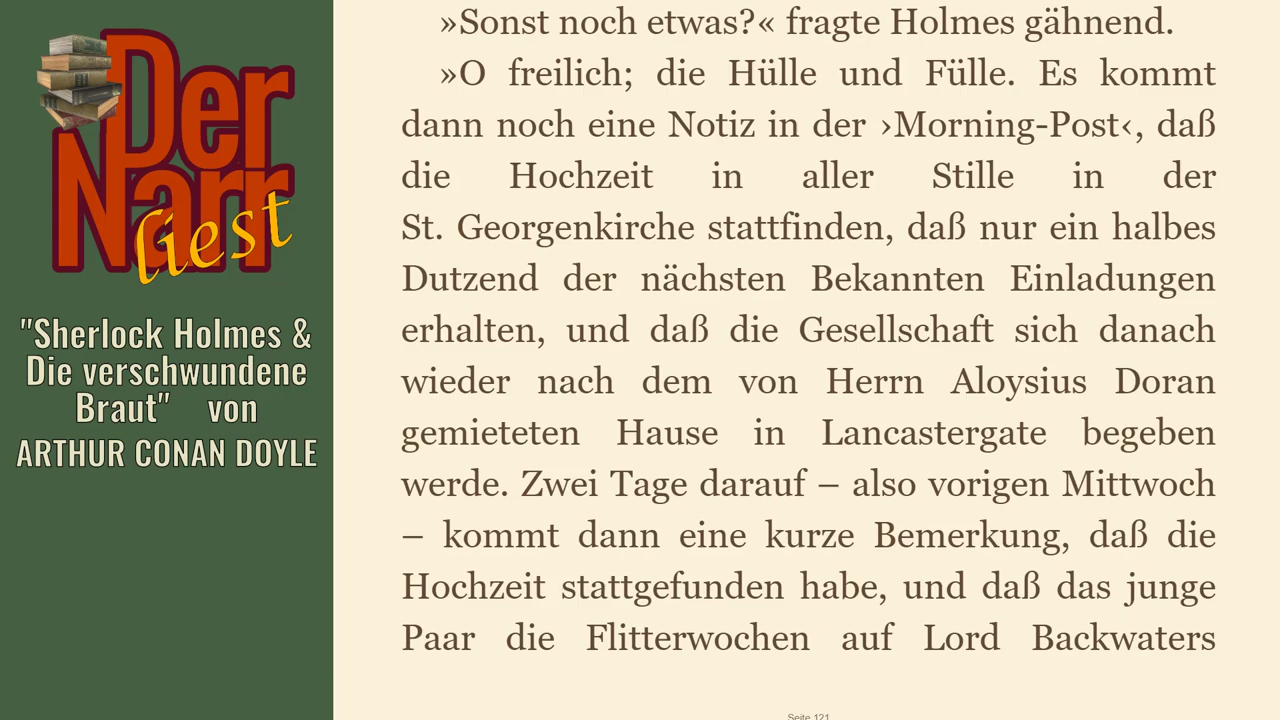 Der
Narr
liest
"Sherlock Holmes &
Die verschwundene
Braut" von
ARTHUR CONAN DOYLE
»Sonst noch etwas?« fragte Holmes gähnend.
»O freilich; die Hülle und Fülle. Es kommt
dann noch eine Notiz in der ›Morning-Post‹, daß
die Hochzeit in aller Stille in der
St. Georgenkirche stattfinden, daß nur ein halbes
Dutzend der nächsten Bekannten Einladungen
erhalten, und daß die Gesellschaft sich danach
wieder nach dem von Herrn Aloysius Doran
gemieteten Hause in Lancastergate begeben
werde. Zwei Tage darauf – also vorigen Mittwoch
– kommt dann eine kurze Bemerkung, daß die
Hochzeit stattgefunden habe, und daß das junge
Paar die Flitterwochen auf Lord Backwaters
Seite 121